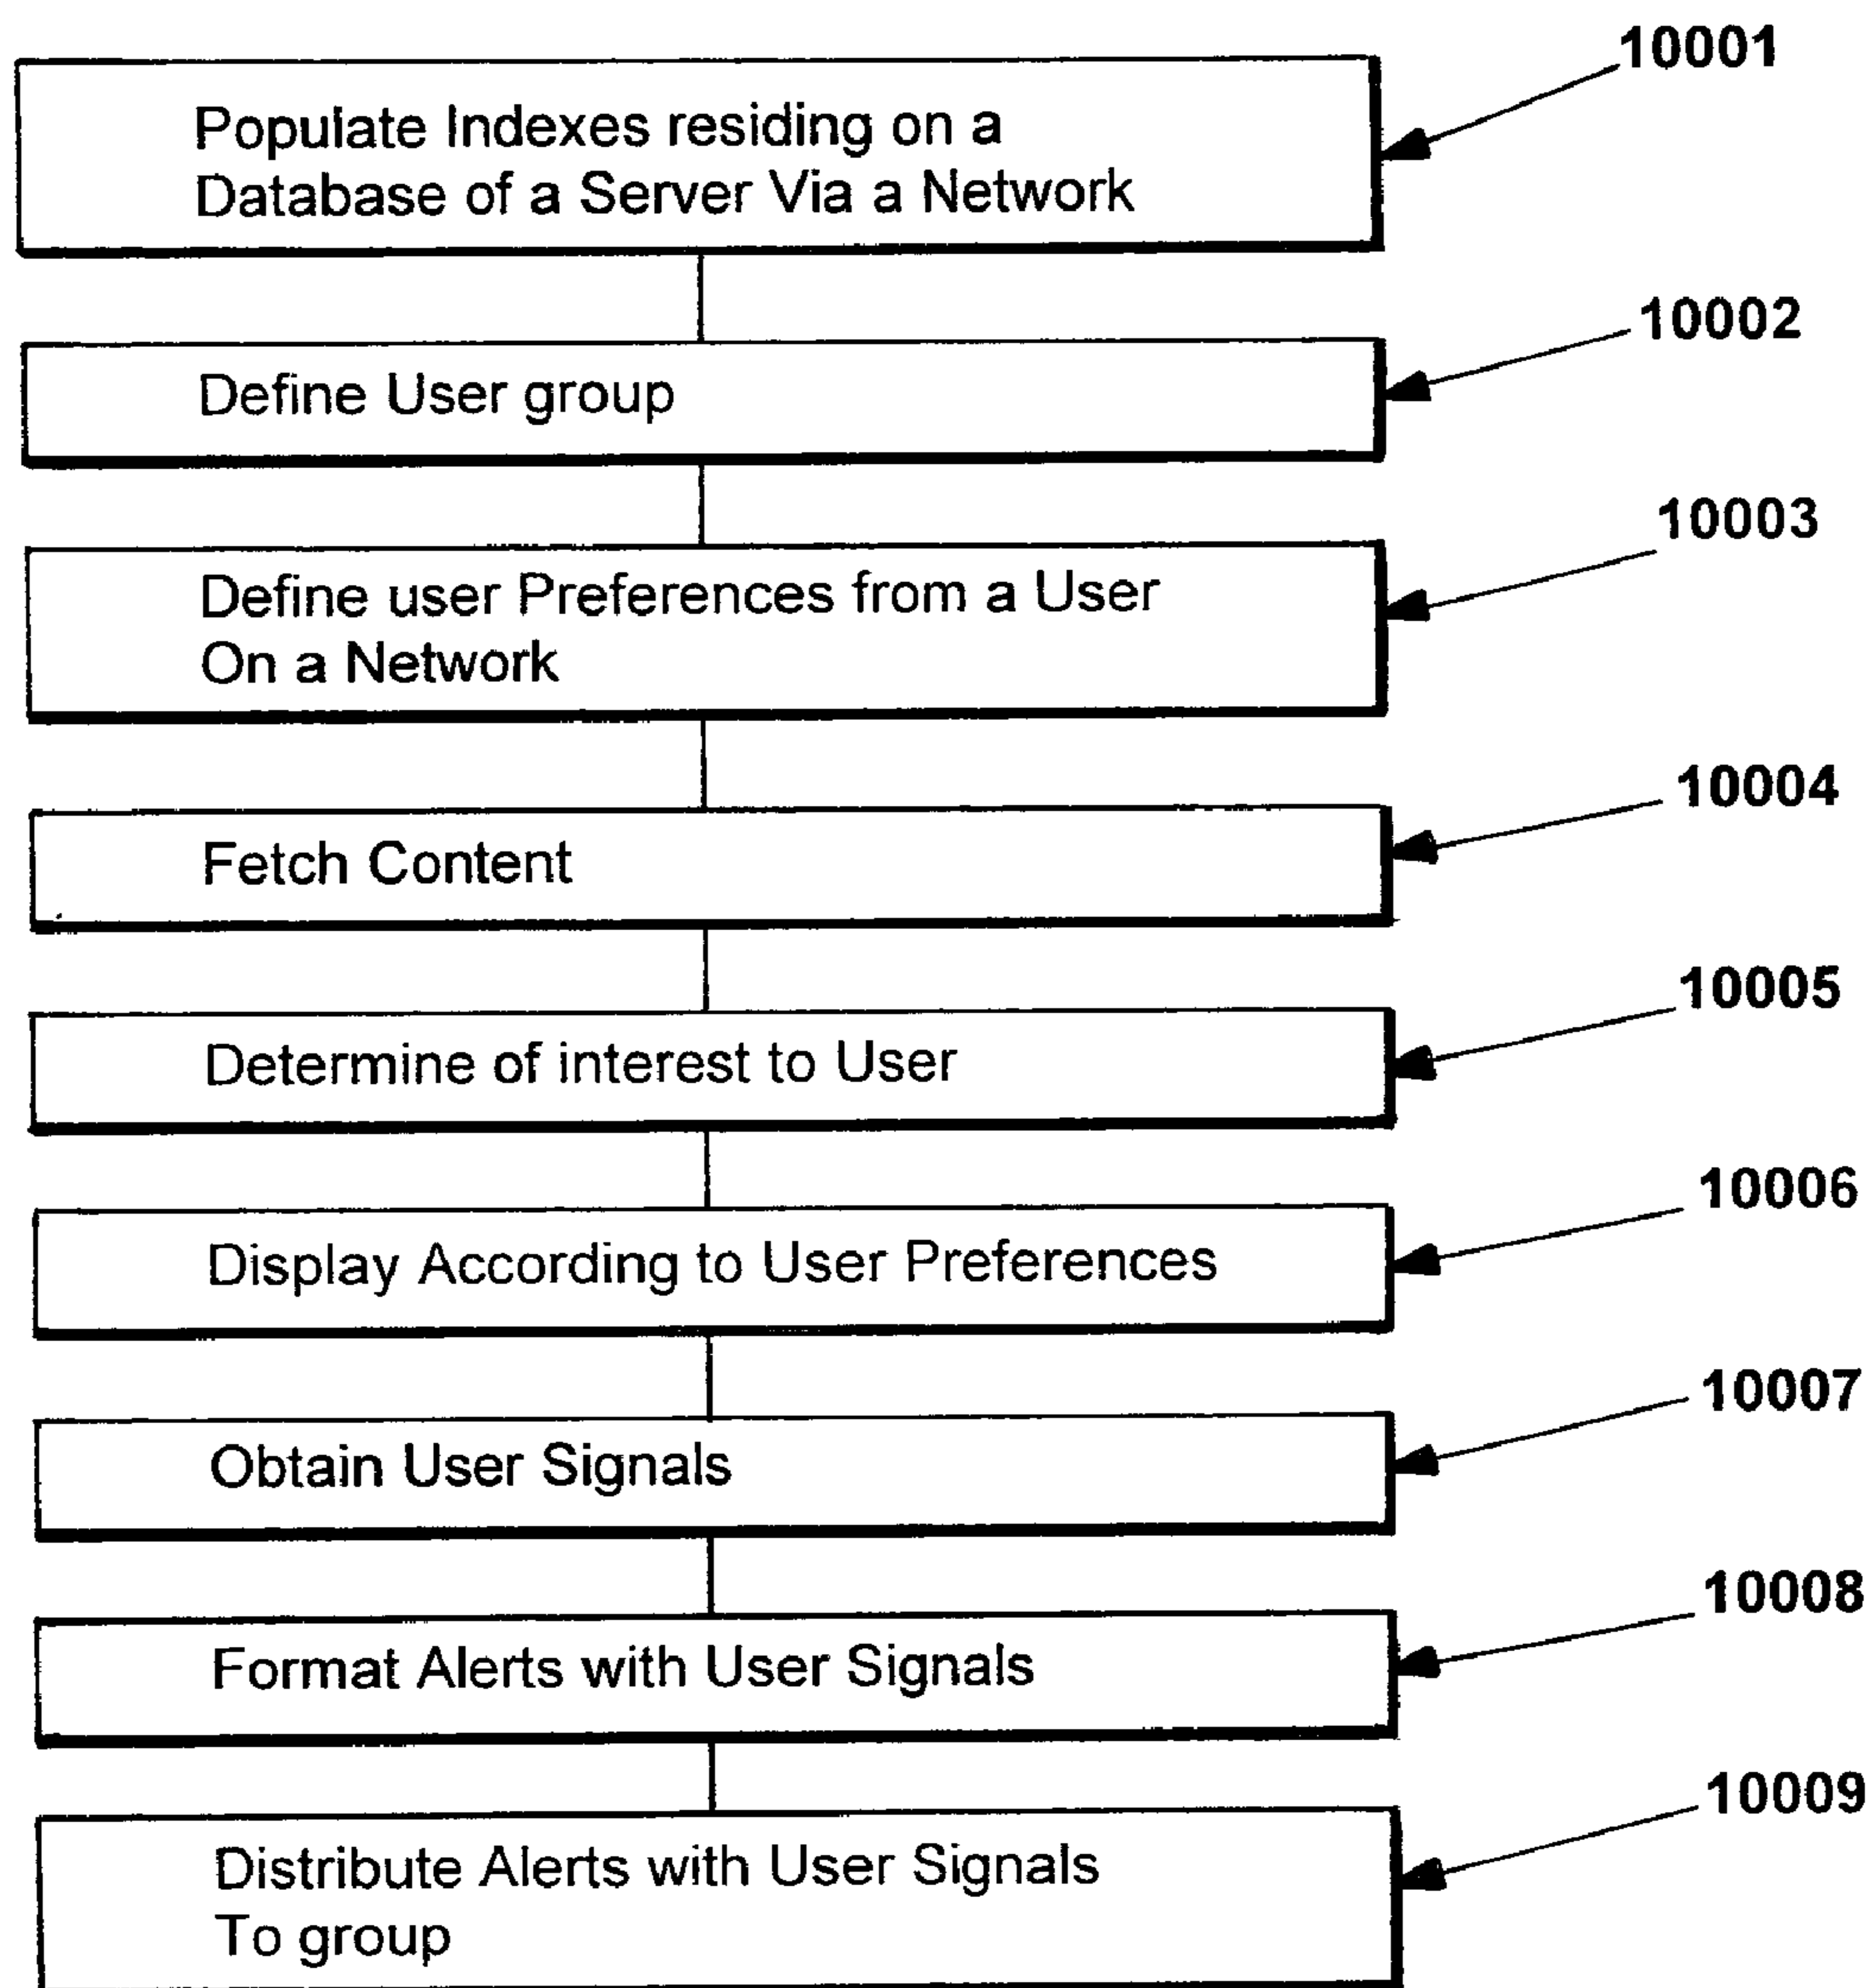 10001
Populate Indexes residing on a
Database of a Server Via a Network
10002
Define User group
10003
Define user Preferences from a User
On a Network
10004
Fetch Content
10005
Determine of interest to User
10006
Display According to User Preferences
10007
Obtain User Signals
10008
Format Alerts with User Signals
10009
Distribute Alerts with User Signals
To group